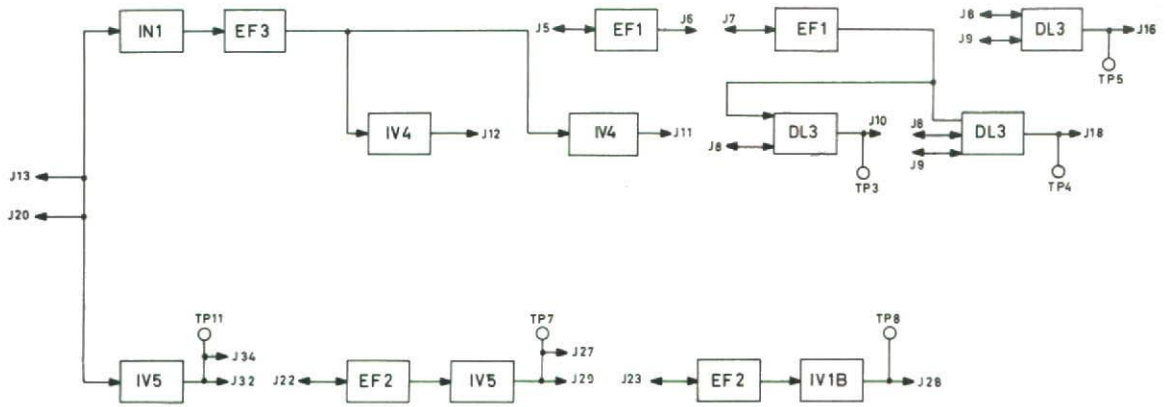 IN1
EF3
J5
EF1
J6
J7
EF1
J8
J9
DL3
J16
TP5
IV4
J12
IV4
J11
J8
DL3
J10
TP3
J8
J9
DL3
J18
TP4
J13
J20
TP11
IV5
J34
J32
J22
EF2
IV5
TP7
J27
J29
J23
EF2
IV1B
TP8
J28